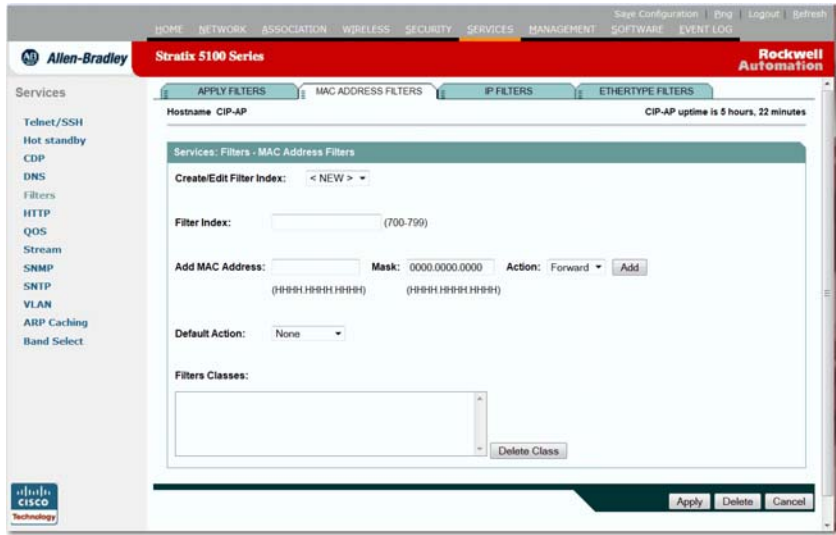 Save Configuration | Ping | Logout | Refresh
HOME NETWORK ASSOCIATION WIRELESS SECURITY SERVICES MANAGEMENT SOFTWARE EVENT LOG
AB Allen-Bradley
Stratix 5100 Series
Rockwell
Automation
Services
Telnet/SSH
Hot standby
CDP
DNS
Filters
HTTP
QOS
Stream
SNMP
SNTP
VLAN
ARP Caching
Band Select
APPLY FILTERS MAC ADDRESS FILTERS IP FILTERS ETHERTYPE FILTERS
Hostname CIP-AP
CIP-AP uptime is 5 hours, 22 minutes
Services: Filters - MAC Address Filters
Create/Edit Filter Index: < NEW >
Filter Index: (700-799)
Add MAC Address: Mask: 0000.0000.0000 Action: Forward Add
(HHHH.HHHH.HHHH) (HHHH.HHHH.HHHH)
Default Action: None
Filters Classes:
Delete Class
Apply Delete Cancel
CISCO
Technology